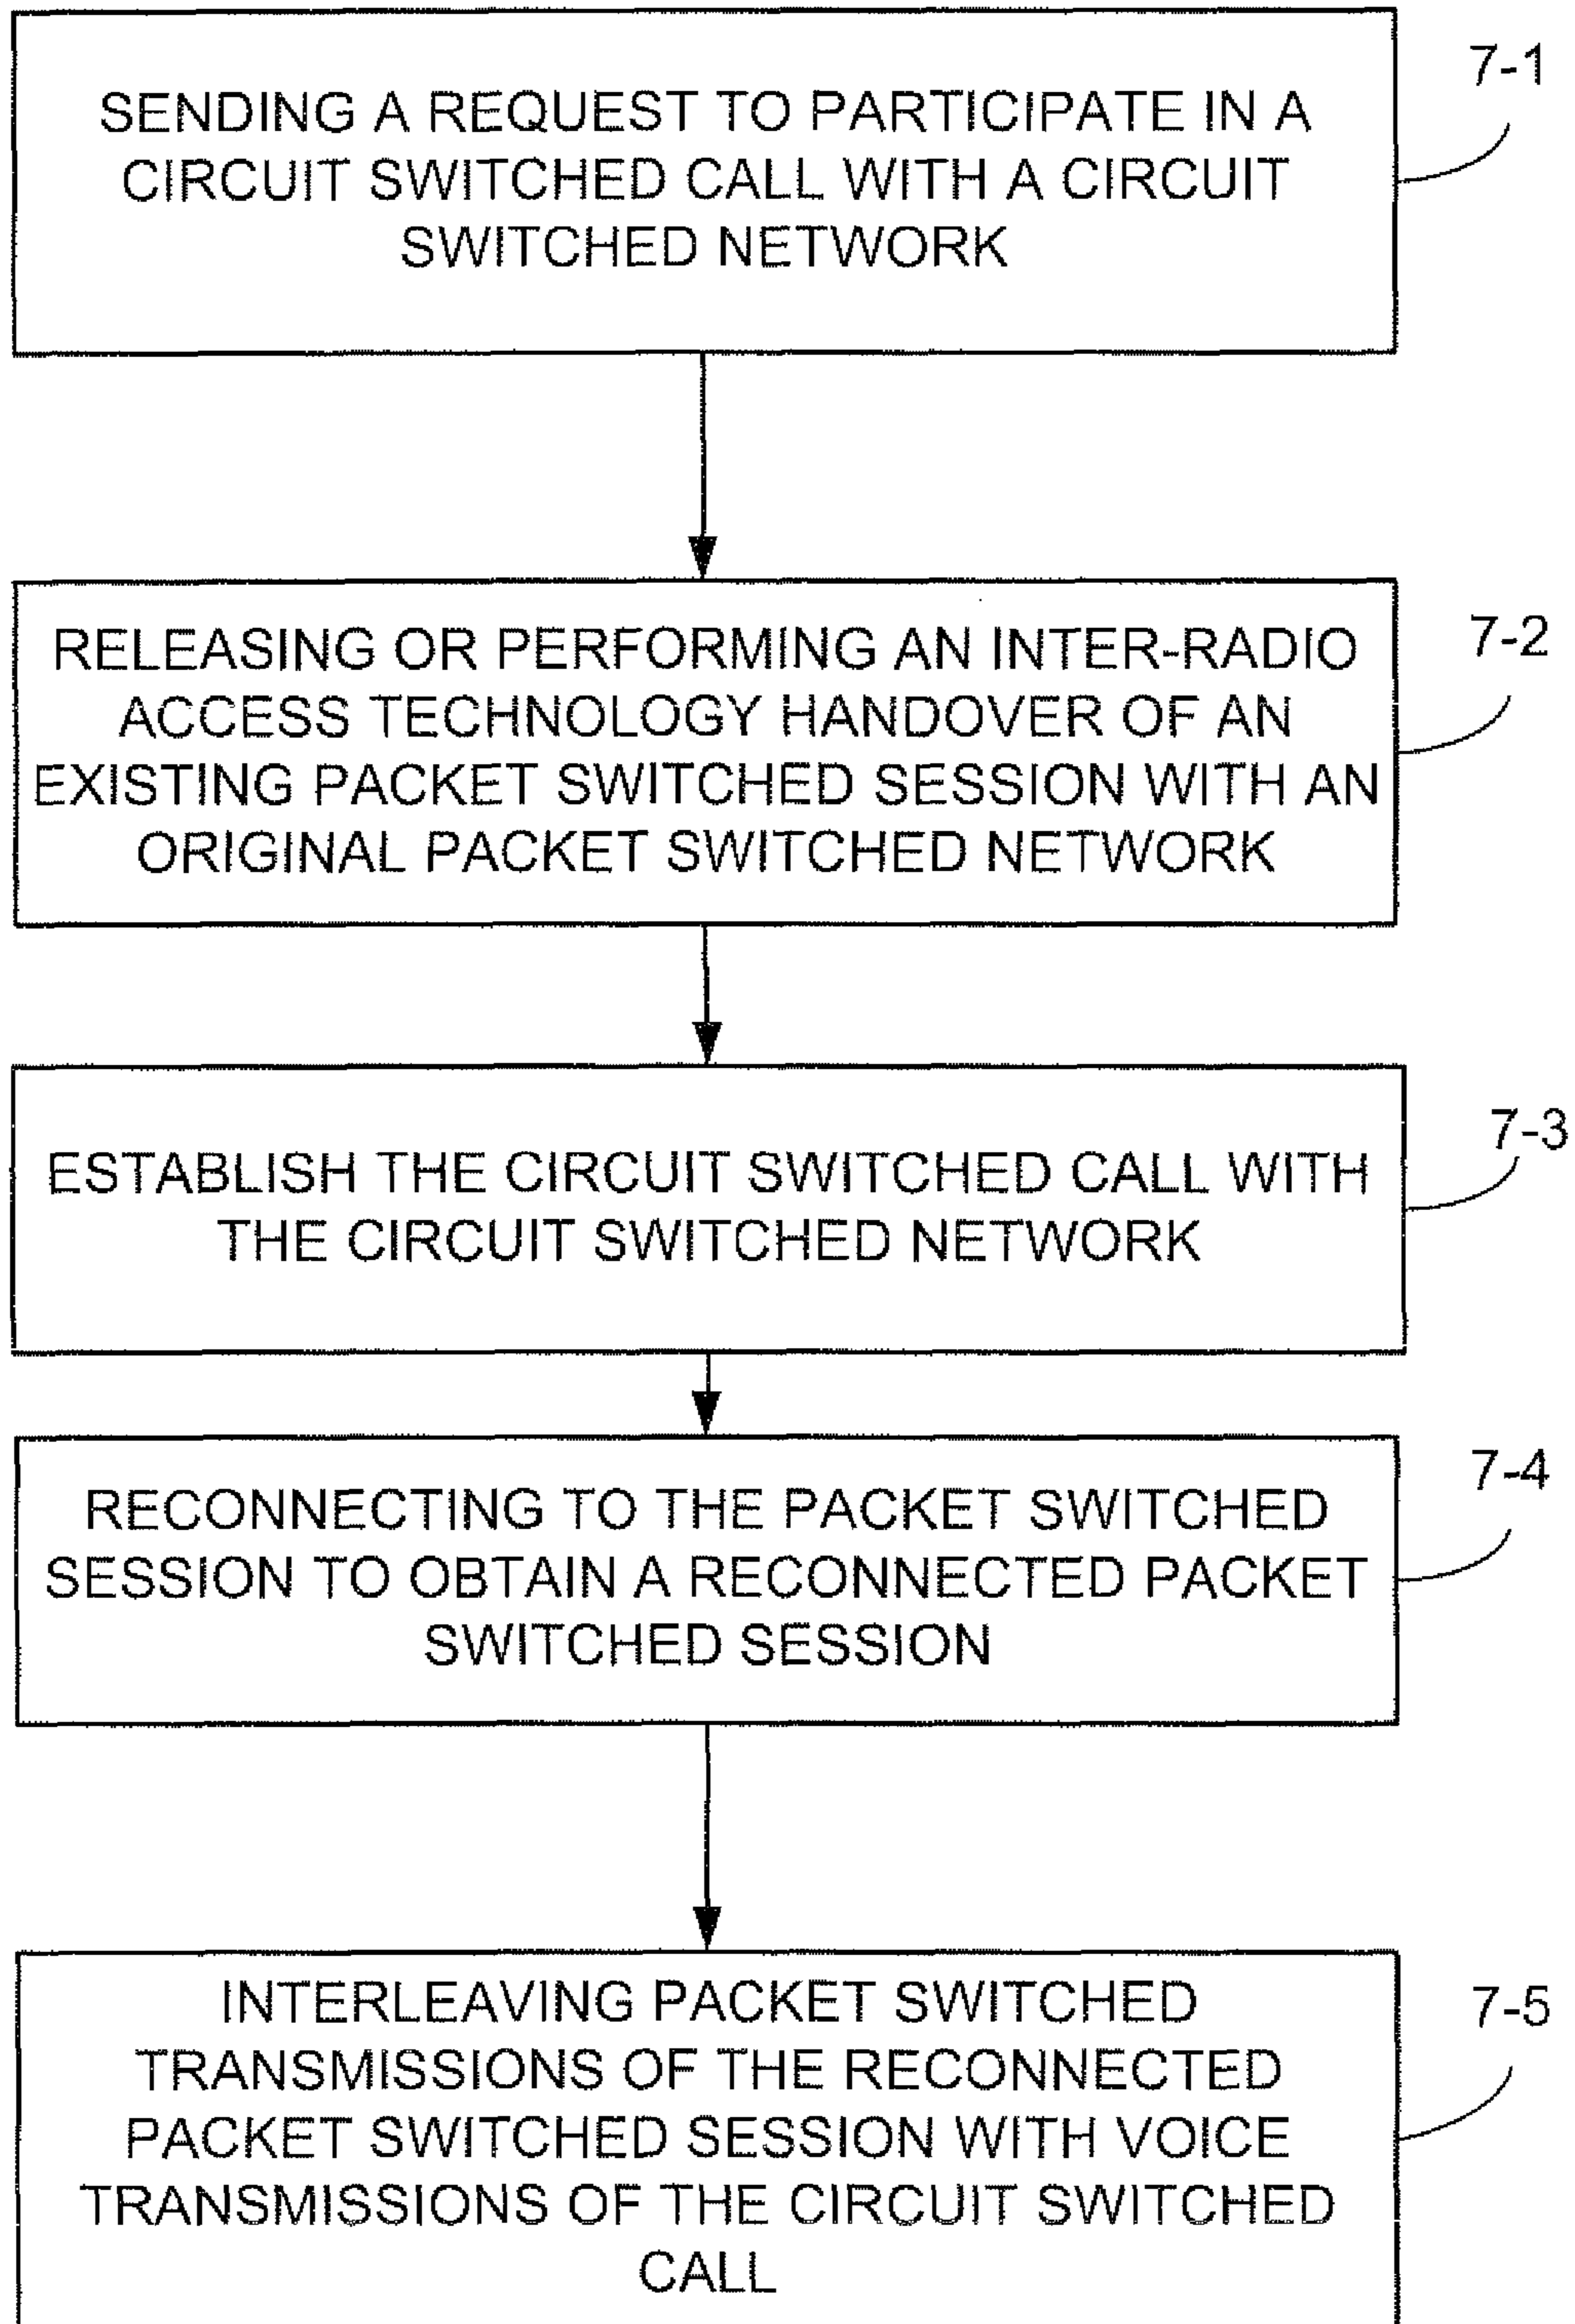 SENDING A REQUEST TO PARTICIPATE IN A
CIRCUIT SWITCHED CALL WITH A CIRCUIT
SWITCHED NETWORK
7-1
RELEASING OR PERFORMING AN INTER-RADIO
ACCESS TECHNOLOGY HANDOVER OF AN
EXISTING PACKET SWITCHED SESSION WITH AN
ORIGINAL PACKET SWITCHED NETWORK
7-2
ESTABLISH THE CIRCUIT SWITCHED CALL WITH
THE CIRCUIT SWITCHED NETWORK
7-3
RECONNECTING TO THE PACKET SWITCHED
SESSION TO OBTAIN A RECONNECTED PACKET
SWITCHED SESSION
7-4
INTERLEAVING PACKET SWITCHED
TRANSMISSIONS OF THE RECONNECTED
PACKET SWITCHED SESSION WITH VOICE
TRANSMISSIONS OF THE CIRCUIT SWITCHED
CALL
7-5